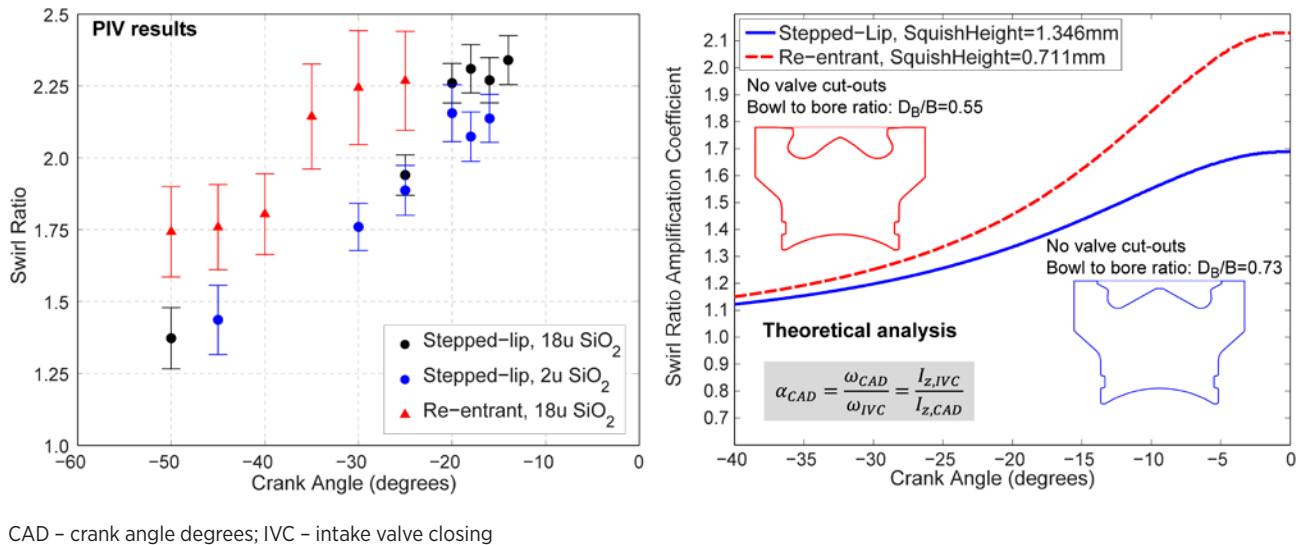 PIV results
2.5
2.25
2.0
1.75
1.5
1.25
1.0
Swirl Ratio
−60
−50
−40
−30
−20
−10
0
Crank Angle (degrees)
Stepped-lip, 18u SiO2
Stepped-lip, 2u SiO2
Re-entrant, 18u SiO2
2.1
2.0
1.9
1.8
1.7
1.6
1.5
1.4
1.3
1.2
1.1
1.0
0.9
0.8
0.7
Swirl Ratio Amplification Coefficient
Stepped-Lip, SquishHeight=1.346mm
Re-entrant, SquishHeight=0.711mm
No valve cut-outs
Bowl to bore ratio: DB/B=0.55
No valve cut-outs
Bowl to bore ratio: DB/B=0.73
Theoretical analysis
αCAD = ωCAD/ωIVC = Iz,IVC/Iz,CAD
−40
−35
−30
−25
−20
−15
−10
−5
0
Crank Angle (degrees)
CAD – crank angle degrees; IVC – intake valve closing